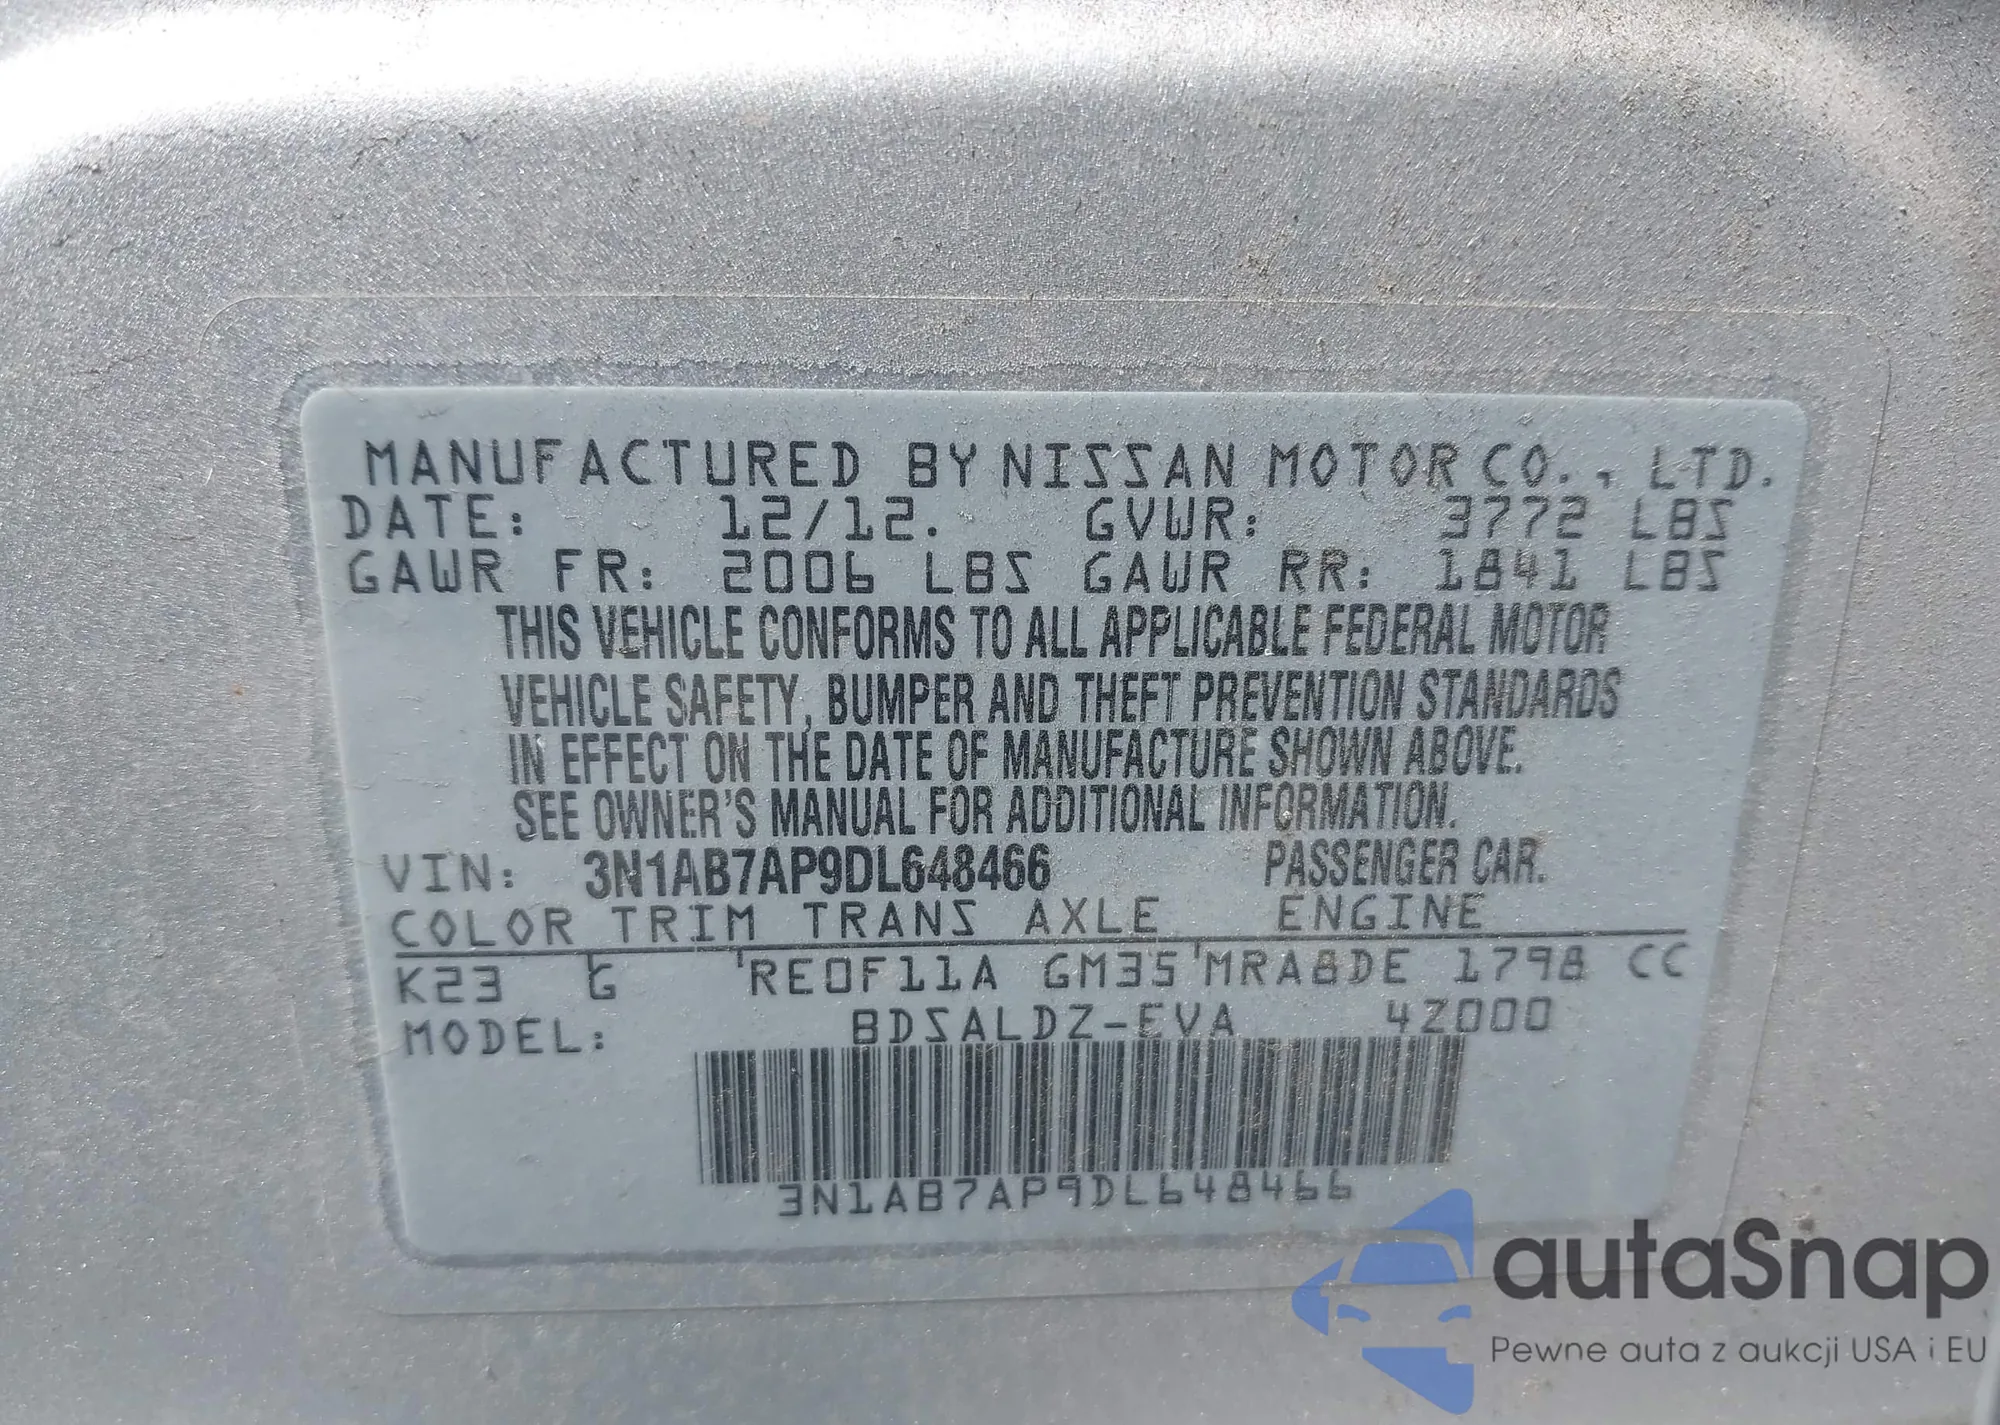 MANUFACTURED BY NISSAN MOTOR CO., LTD.
DATE: 12/12. GVWR: 3772 LBS
GAWR FR: 2006 LBS GAWR RR: 1841 LBS
THIS VEHICLE CONFORMS TO ALL APPLICABLE FEDERAL MOTOR
VEHICLE SAFETY, BUMPER AND THEFT PREVENTION STANDARDS
IN EFFECT ON THE DATE OF MANUFACTURE SHOWN ABOVE.
SEE OWNER'S MANUAL FOR ADDITIONAL INFORMATION.
VIN: 3N1AB7AP9DL648466 PASSENGER CAR.
COLOR TRIM TRANS AXLE ENGINE
K23 G RE0F11A GM35 MRA8DE 1798 CC
MODEL: BDSALDZ-EVA 4Z000
3N1AB7AP9DL648466
autaSnap
Pewne auta z aukcji USA i EU